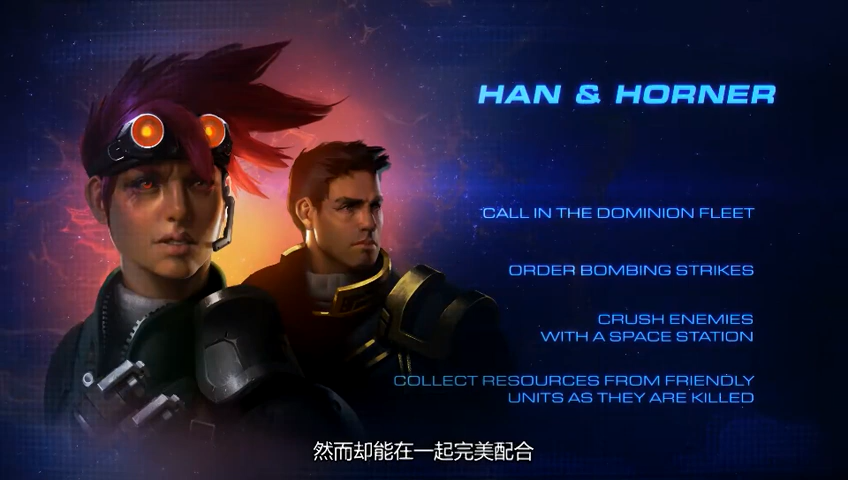 HAN & HORNER
CALL IN THE DOMINION FLEET
ORDER BOMBING STRIKES
CRUSH ENEMIES
WITH A SPACE STATION
COLLECT RESOURCES FROM FRIENDLY
UNITS AS THEY ARE KILLED
然而却能在一起完美配合